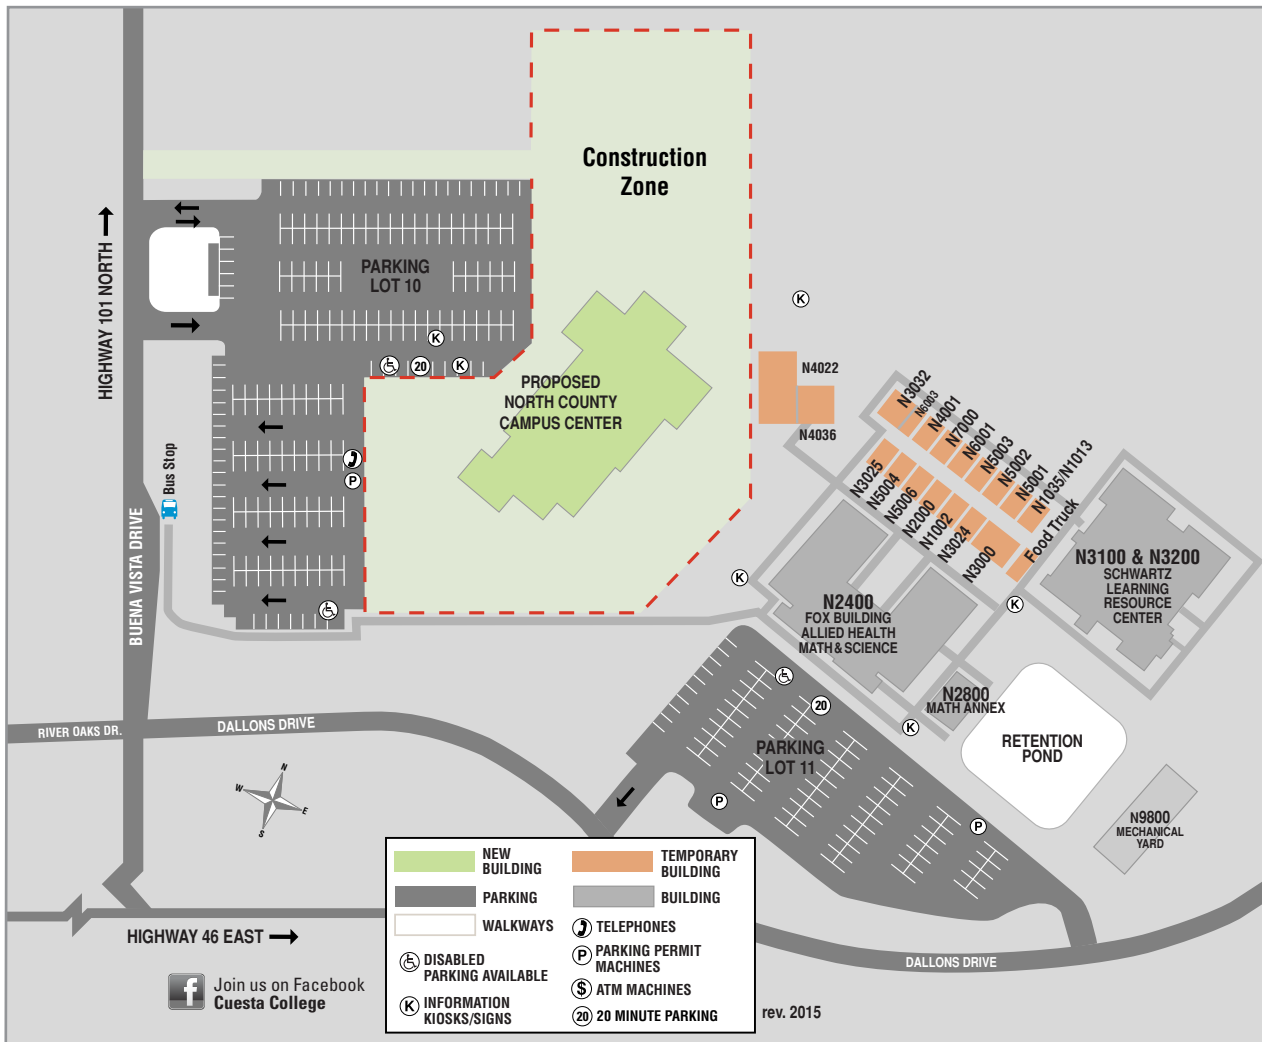 Construction
Zone
HIGHWAY 101 NORTH
PARKING
LOT 10
K
K
20
K
PROPOSED
NORTH COUNTY
CAMPUS CENTER
N4022
N4036
N3032
N6003
N4001
N7000
N6001
N5003
N5002
N5001
N1035/N1013
N3025
N5004
N5006
N2000
N1002
N3024
N3000
Food Truck
P
Bus Stop
BUENA VISTA DRIVE
N3100 & N3200
SCHWARTZ
LEARNING
RESOURCE
CENTER
K
K
N2400
FOX BUILDING
ALLIED HEALTH
MATH & SCIENCE
N2800
MATH ANNEX
K
20
PARKING
LOT 11
P
P
RETENTION
POND
N9800
MECHANICAL
YARD
RIVER OAKS DR.
DALLONS DRIVE
N
W
E
S
NEW
BUILDING
TEMPORARY
BUILDING
PARKING
BUILDING
WALKWAYS
TELEPHONES
DISABLED
PARKING AVAILABLE
P PARKING PERMIT
MACHINES
$ ATM MACHINES
K INFORMATION
KIOSKS/SIGNS
20 20 MINUTE PARKING
HIGHWAY 46 EAST
DALLONS DRIVE
f Join us on Facebook
Cuesta College
rev. 2015